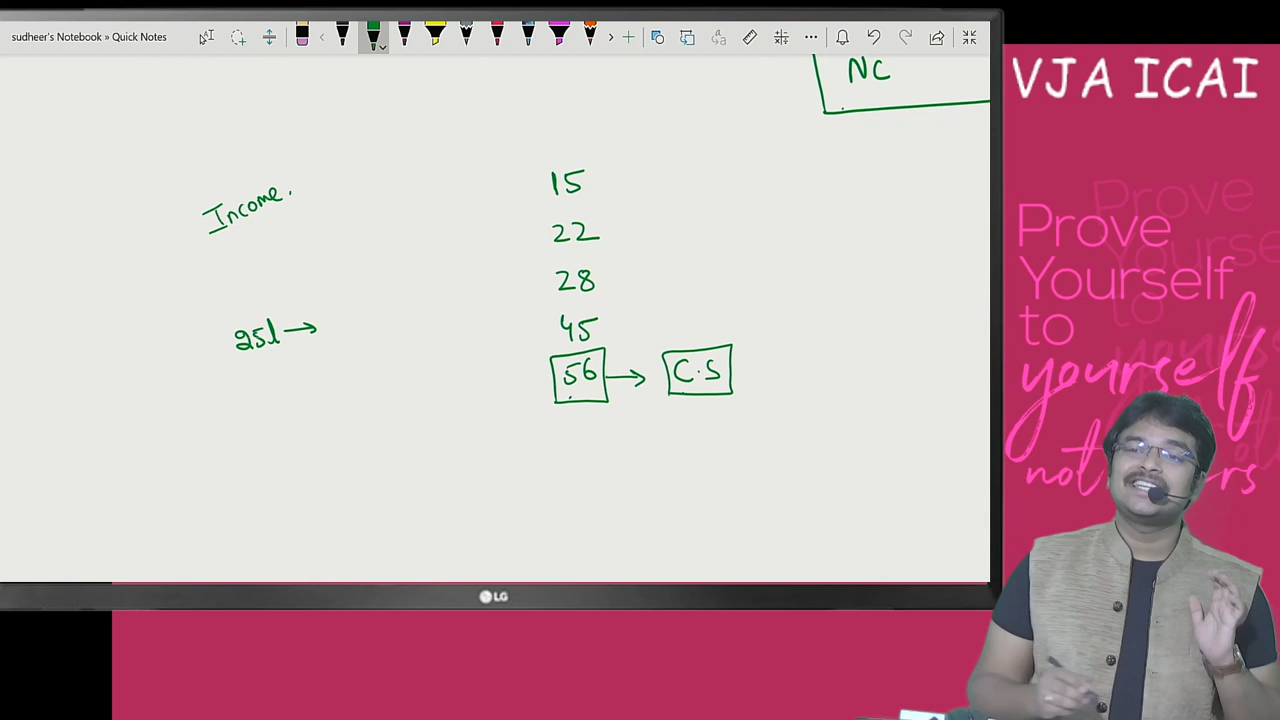 sudheer's Notebook » Quick Notes
NC
VJA ICAI
Income.
15
22
28
25l → 45
56 → C.S
Prove
Yourself
to
yourself
not
LG